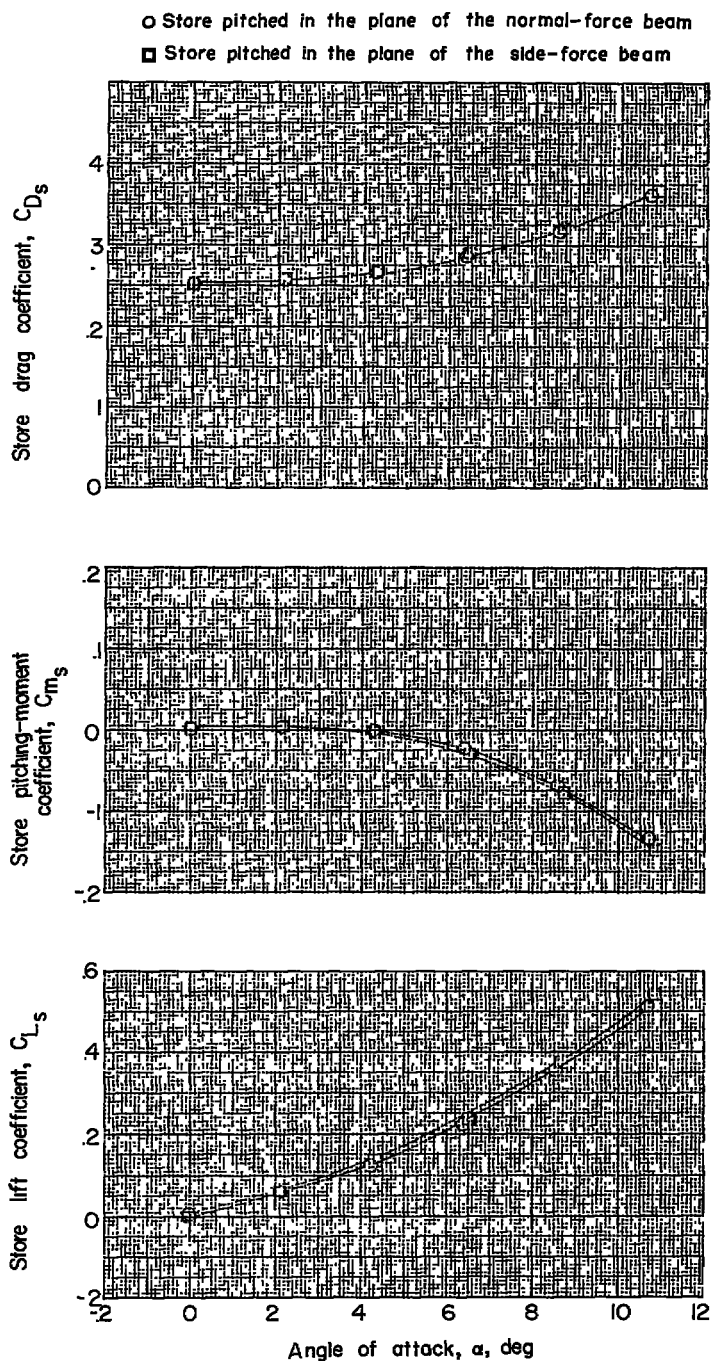 ○ Store pitched in the plane of the normal-force beam
□ Store pitched in the plane of the side-force beam
Store drag coefficient, C_Ds
4
3
.2
1
0
Store pitching-moment
coefficient, C_ms
.2
.1
0
-.1
-.2
Store lift coefficient, C_Ls
.6
4
.2
0
-.2
-2 0 2 4 6 8 10 12
Angle of attack, α, deg